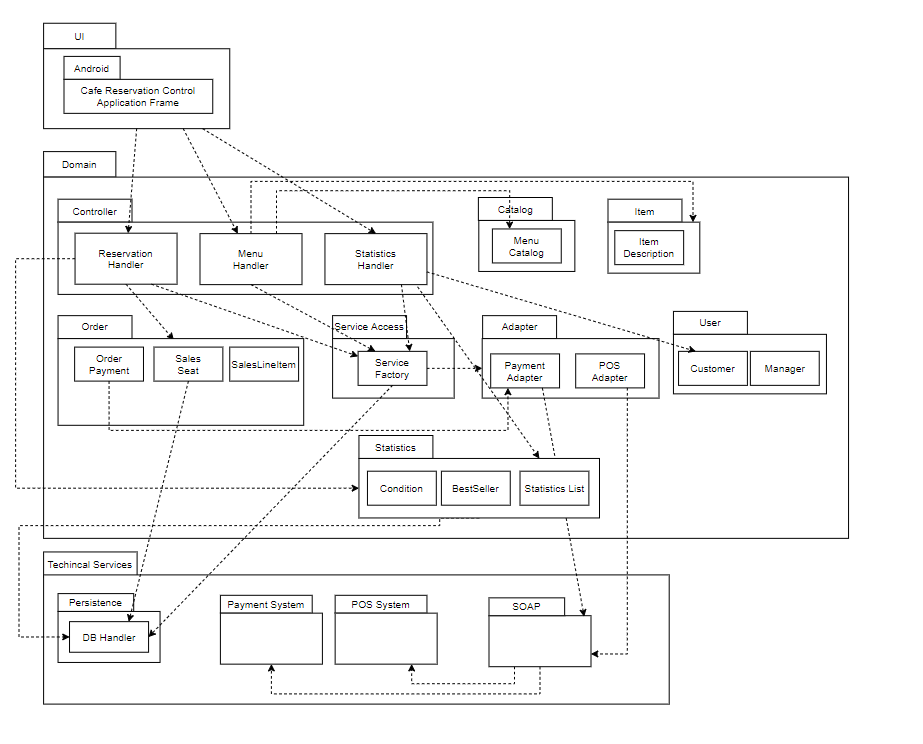 UI
Android
Cafe Reservation Control
Application Frame
Domain
Controller
Catalog
Item
Reservation
Handler
Menu
Handler
Statistics
Handler
Menu
Catalog
Item
Description
Order
Service Access
Adapter
User
Order
Payment
Sales
Seat
SalesLineItem
Service
Factory
Payment
Adapter
POS
Adapter
Customer
Manager
Statistics
Condition
BestSeller
Statistics List
Techincal Services
Persistence
Payment System
POS System
SOAP
DB Handler